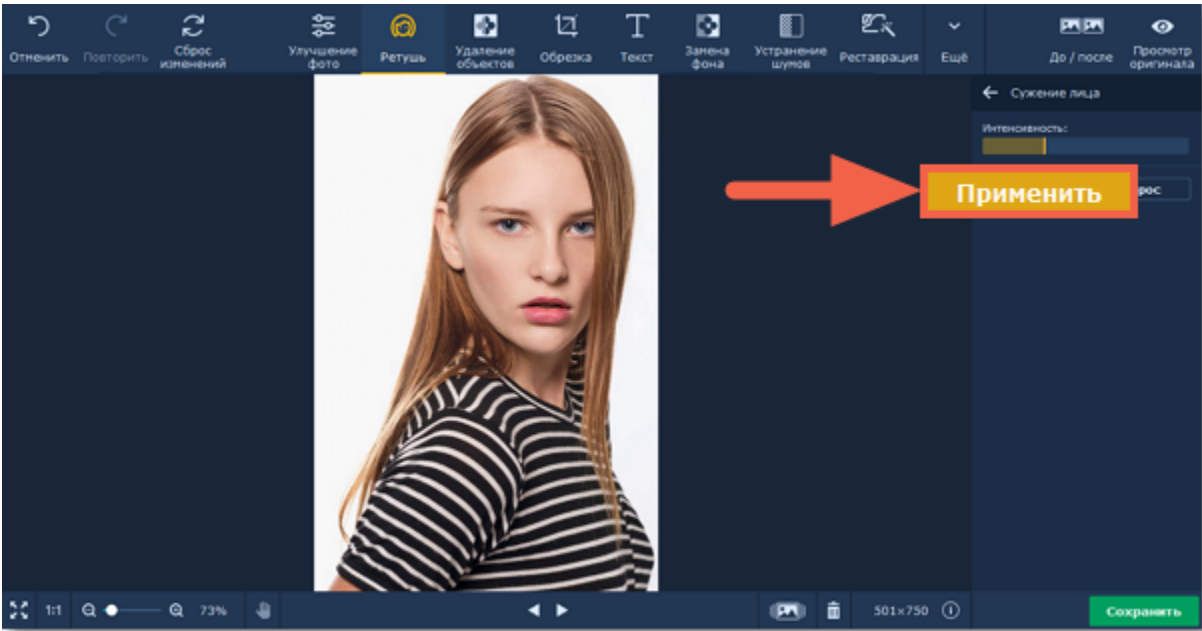 Отменить
Повторить
Сброс
изменений
Улучшение
фото
Ретушь
Удаление
объектов
Обрезка
Текст
Замена
фона
Устранение
шумов
Реставрация
Ещё
До / после
Просмотр
оригинала
Сужение лица
Интенсивность:
Применить
рос
1:1
73%
501×750
Сохранить